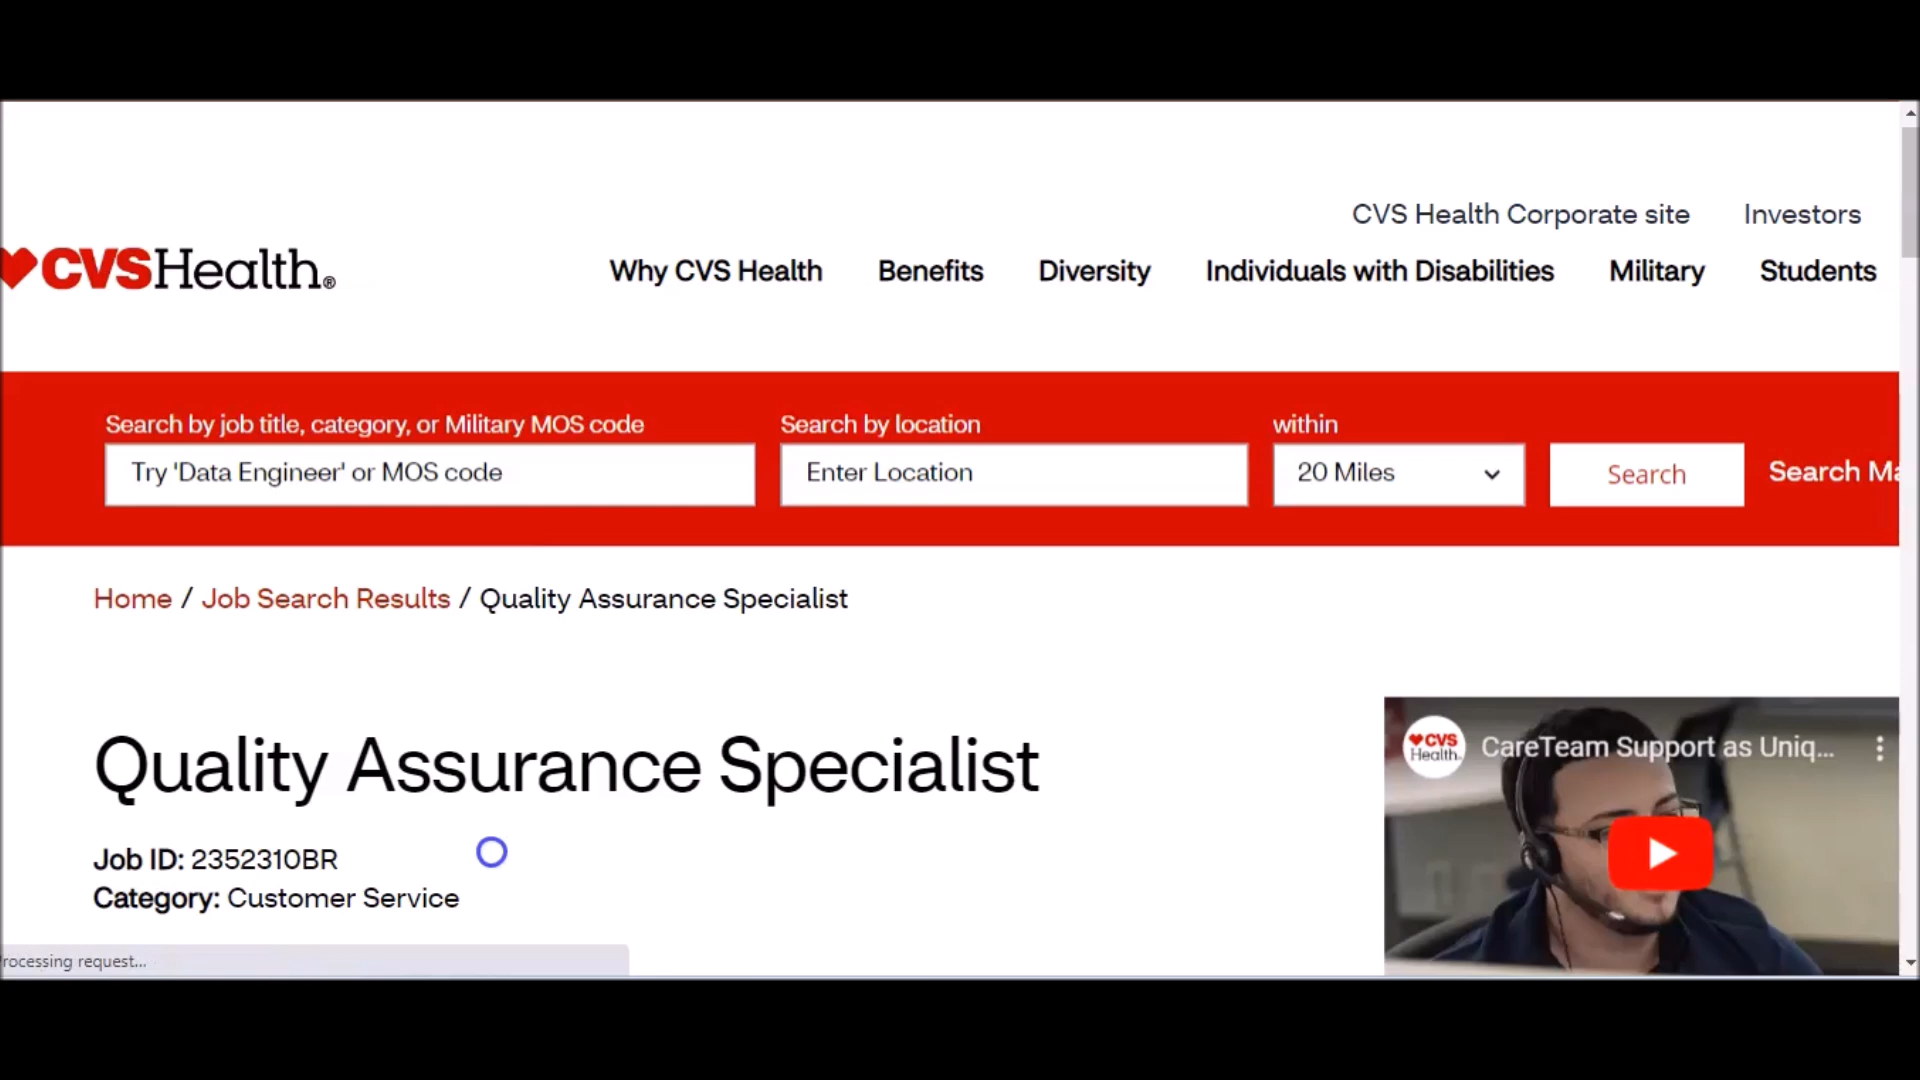 CVS Health Corporate site Investors
CVSHealth®
Why CVS Health Benefits Diversity Individuals with Disabilities Military Students
Search by job title, category, or Military MOS code Search by location within
Try 'Data Engineer' or MOS code Enter Location 20 Miles Search Search Ma
Home / Job Search Results / Quality Assurance Specialist
Quality Assurance Specialist
CVS Health. CareTeam Support as Uniq...
Job ID: 2352310BR
Category: Customer Service
rocessing request...